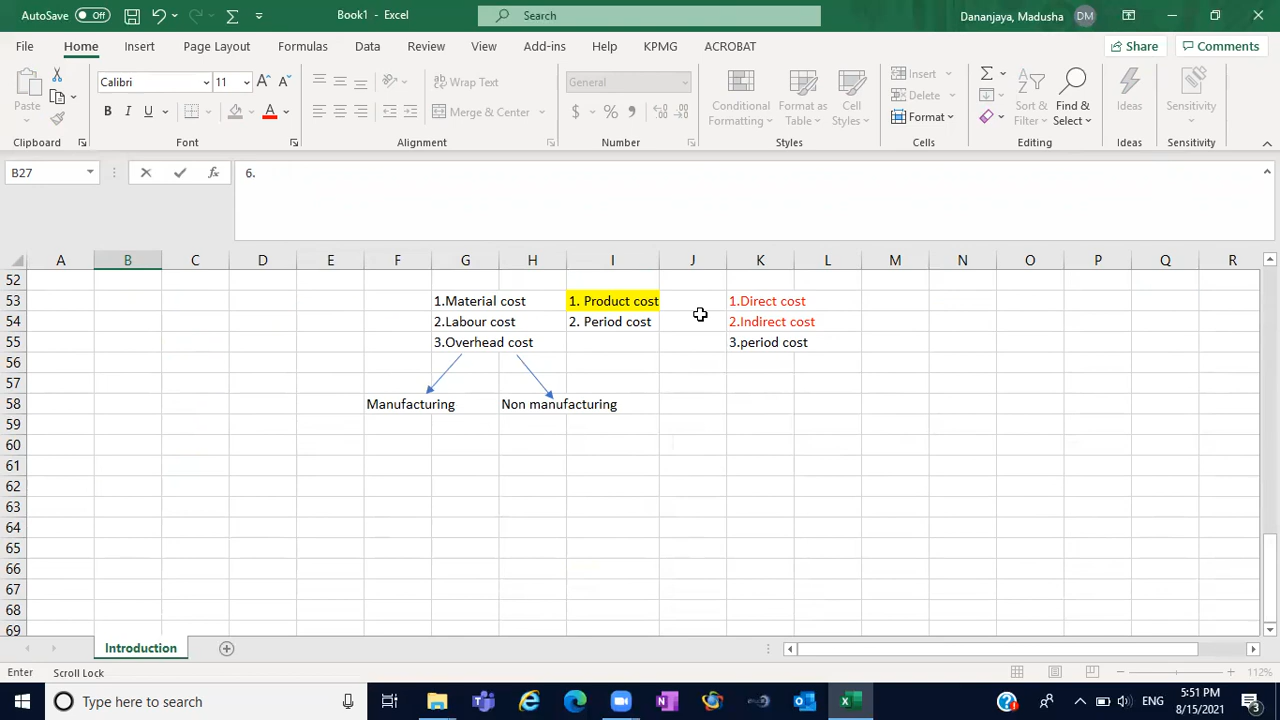 AutoSave Off Book1 - Excel Search Dananjaya, Madusha DM
File Home Insert Page Layout Formulas Data Review View Add-ins Help KPMG ACROBAT Share Comments
Paste Calibri 11 B I U A Wrap Text Merge & Center General $ % Conditional Formatting Format as Table Cell Styles Insert Delete Format Sort & Filter Find & Select Ideas Sensitivity
Clipboard Font Alignment Number Styles Cells Editing Ideas Sensitivity
B27 fx 6.
A B C D E F G H I J K L M N O P Q R
52
53 1.Material cost 1. Product cost 1.Direct cost
54 2.Labour cost 2. Period cost 2.Indirect cost
55 3.Overhead cost 3.period cost
56
57
58 Manufacturing Non manufacturing
59
60
61
62
63
64
65
66
67
68
69
Introduction
Enter Scroll Lock 112%
Type here to search ENG 5:51 PM
8/15/2021 3